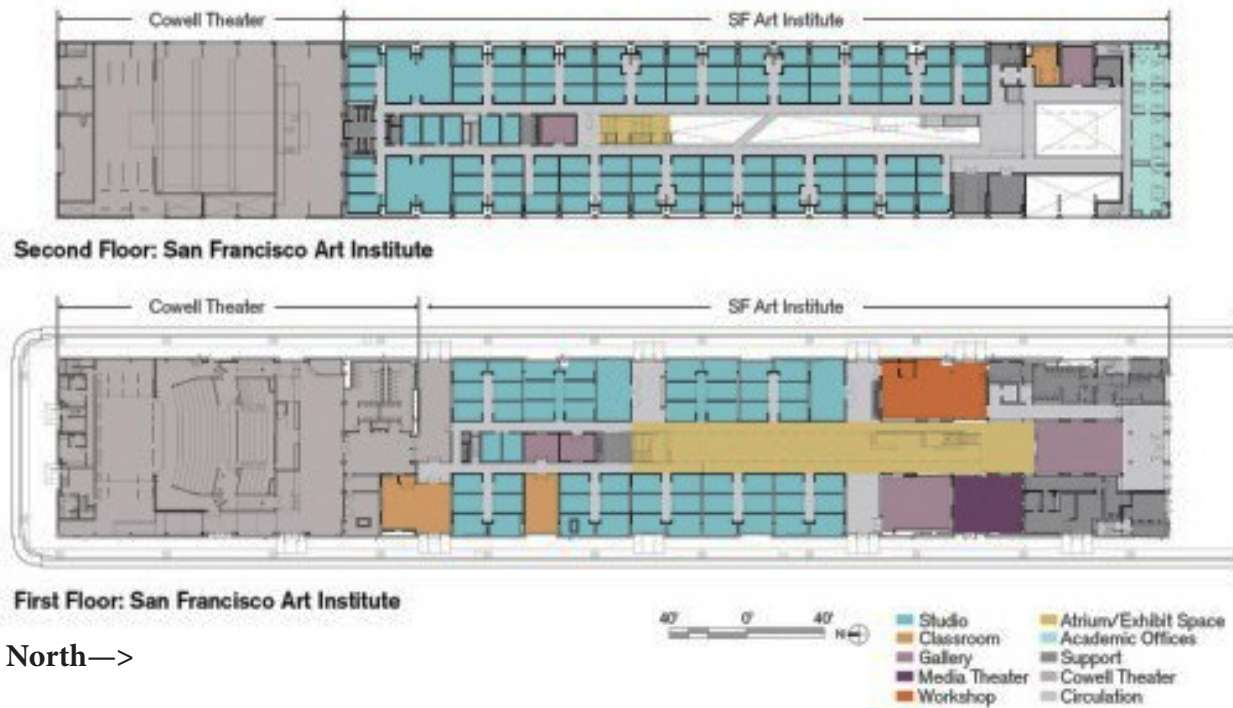 Cowell Theater SF Art Institute
Second Floor: San Francisco Art Institute
Cowell Theater SF Art Institute
First Floor: San Francisco Art Institute
North—>
40' 0' 40'
N
Studio
Classroom
Gallery
Media Theater
Workshop
Atrium/Exhibit Space
Academic Offices
Support
Cowell Theater
Circulation